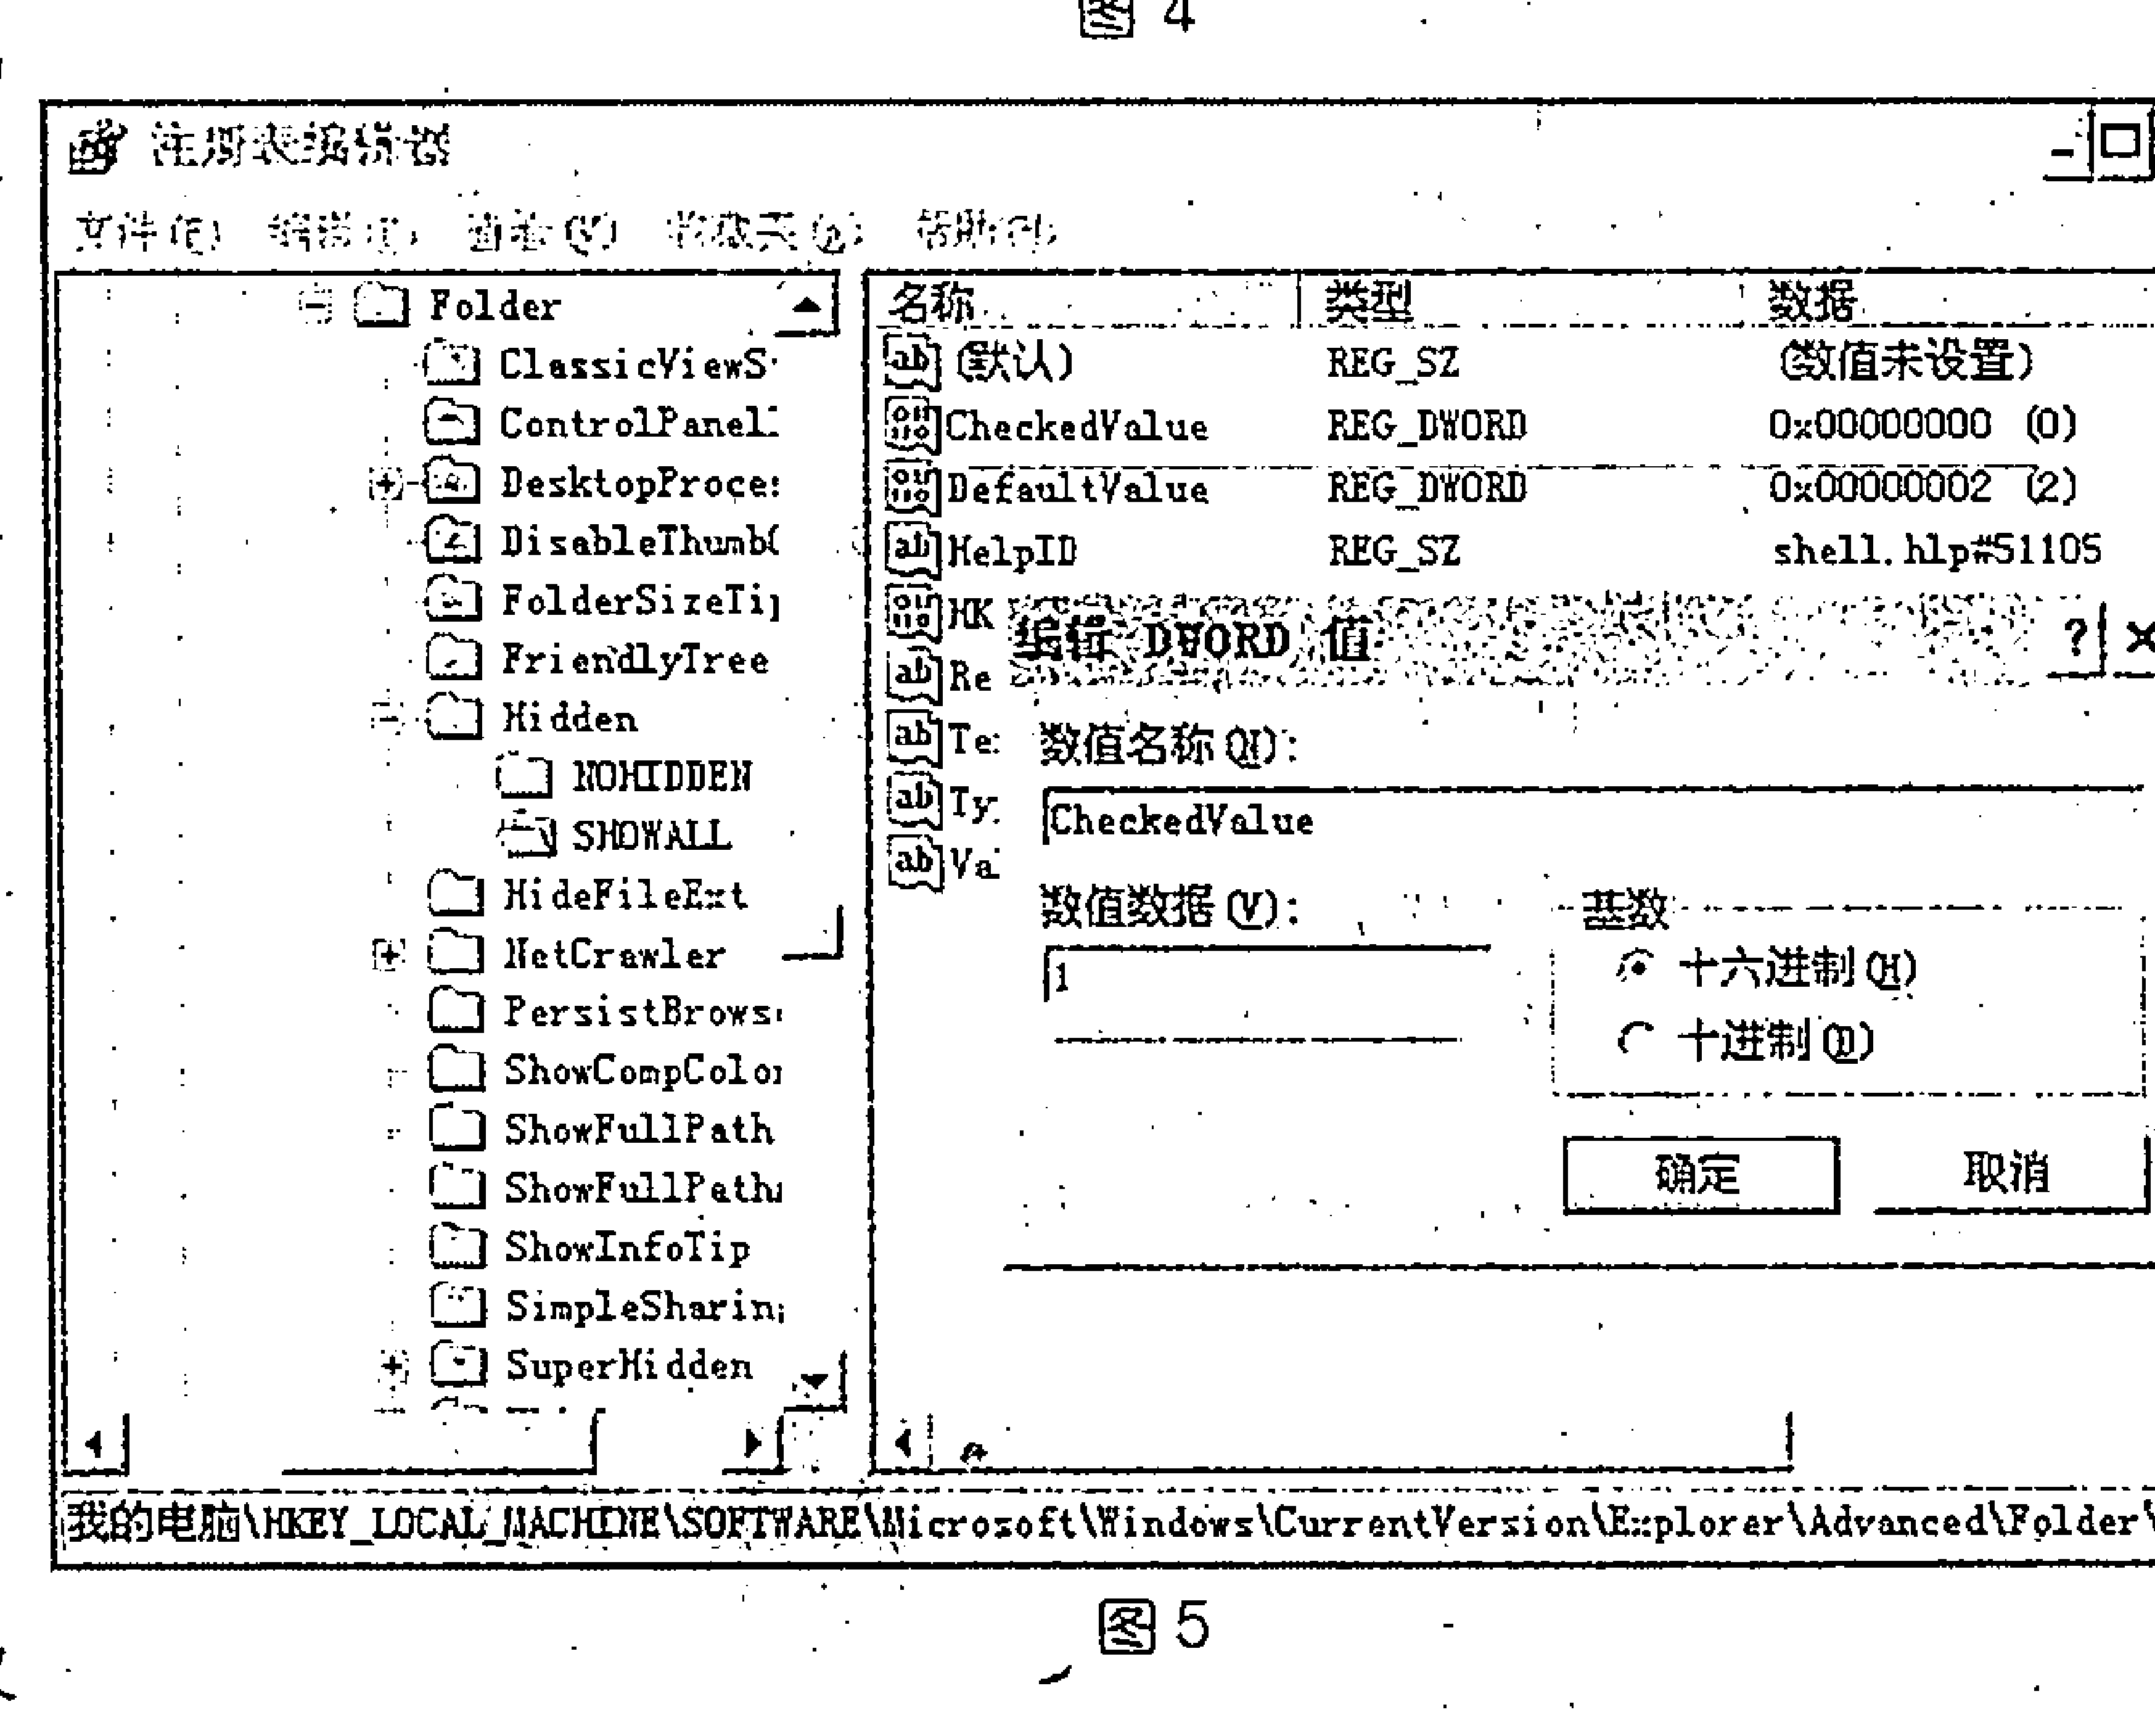 图 4
注册表编辑器
文件(F) 编辑(E) 查看(V) 收藏夹(A) 帮助(H)
Folder
ClassicViewS
ControlPanel
DesktopProce
DisableThumb
FolderSizeTi
FriendlyTree
Hidden
NOHIDDEN
SHOWALL
HideFileExt
NetCrawler
PersistBrows
ShowCompColo
ShowFullPath
ShowFullPath
ShowInfoTip
SimpleSharin
SuperHidden
名称 类型 数据
(默认) REG_SZ (数值未设置)
CheckedValue REG_DWORD 0x00000000 (0)
DefaultValue REG_DWORD 0x00000002 (2)
HelpID REG_SZ shell.hlp#51105
HK
Re
Te
Ty
Va
编辑 DWORD 值
数值名称(N):
CheckedValue
数值数据(V):
1
基数
十六进制(H)
十进制(D)
确定 取消
我的电脑\HKEY_LOCAL_MACHINE\SOFTWARE\Microsoft\Windows\CurrentVersion\Explorer\Advanced\Folder\
图 5